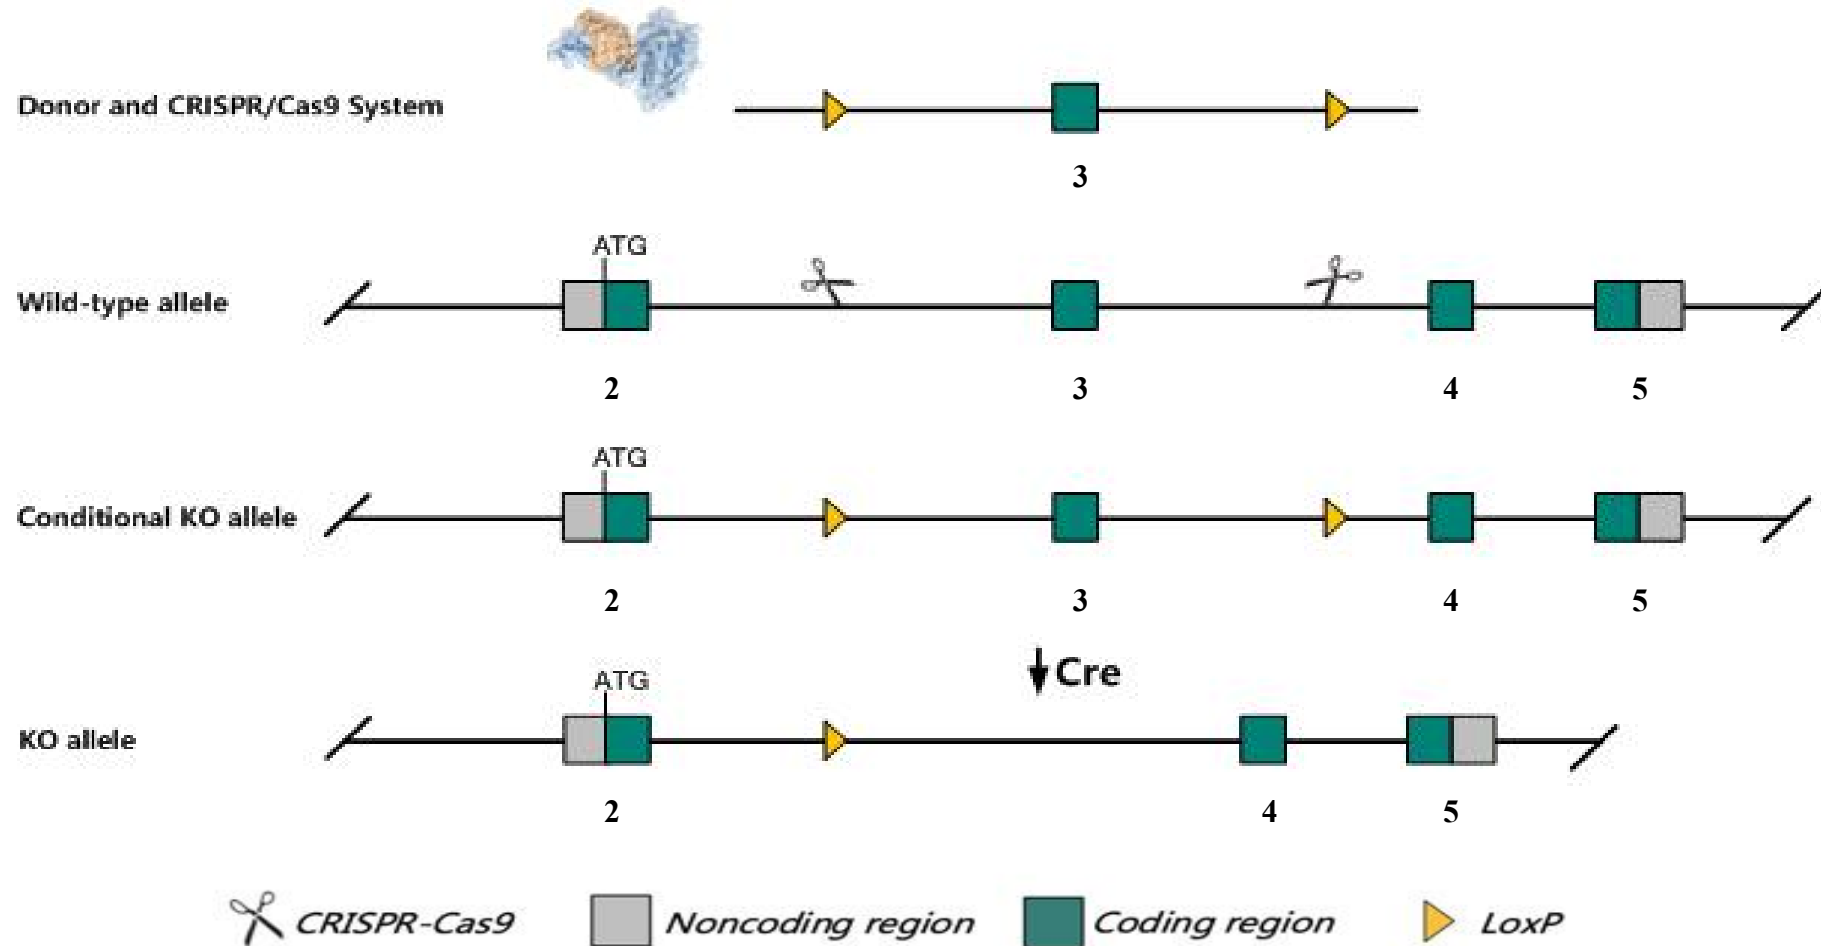 Donor and CRISPR/Cas9 System
3
ATG
Wild-type allele
2 3 4 5
ATG
Conditional KO allele
2 3 4 5
Cre
ATG
KO allele
2 4 5
CRISPR-Cas9 Noncoding region Coding region LoxP